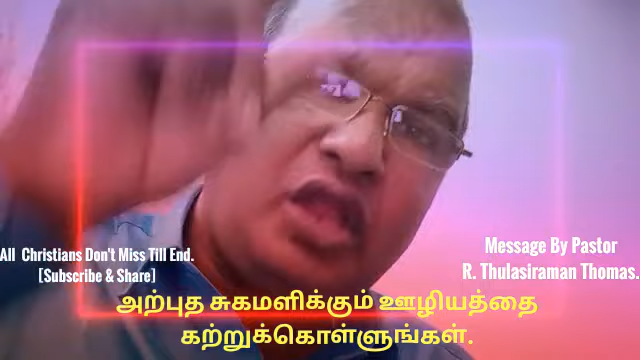 All Christians Don't Miss Till End.
[Subscribe & Share]
Message By Pastor
R. Thulasiraman Thomas.
அற்புத சுகமளிக்கும் ஊழியத்தை
கற்றுக்கொள்ளுங்கள்.